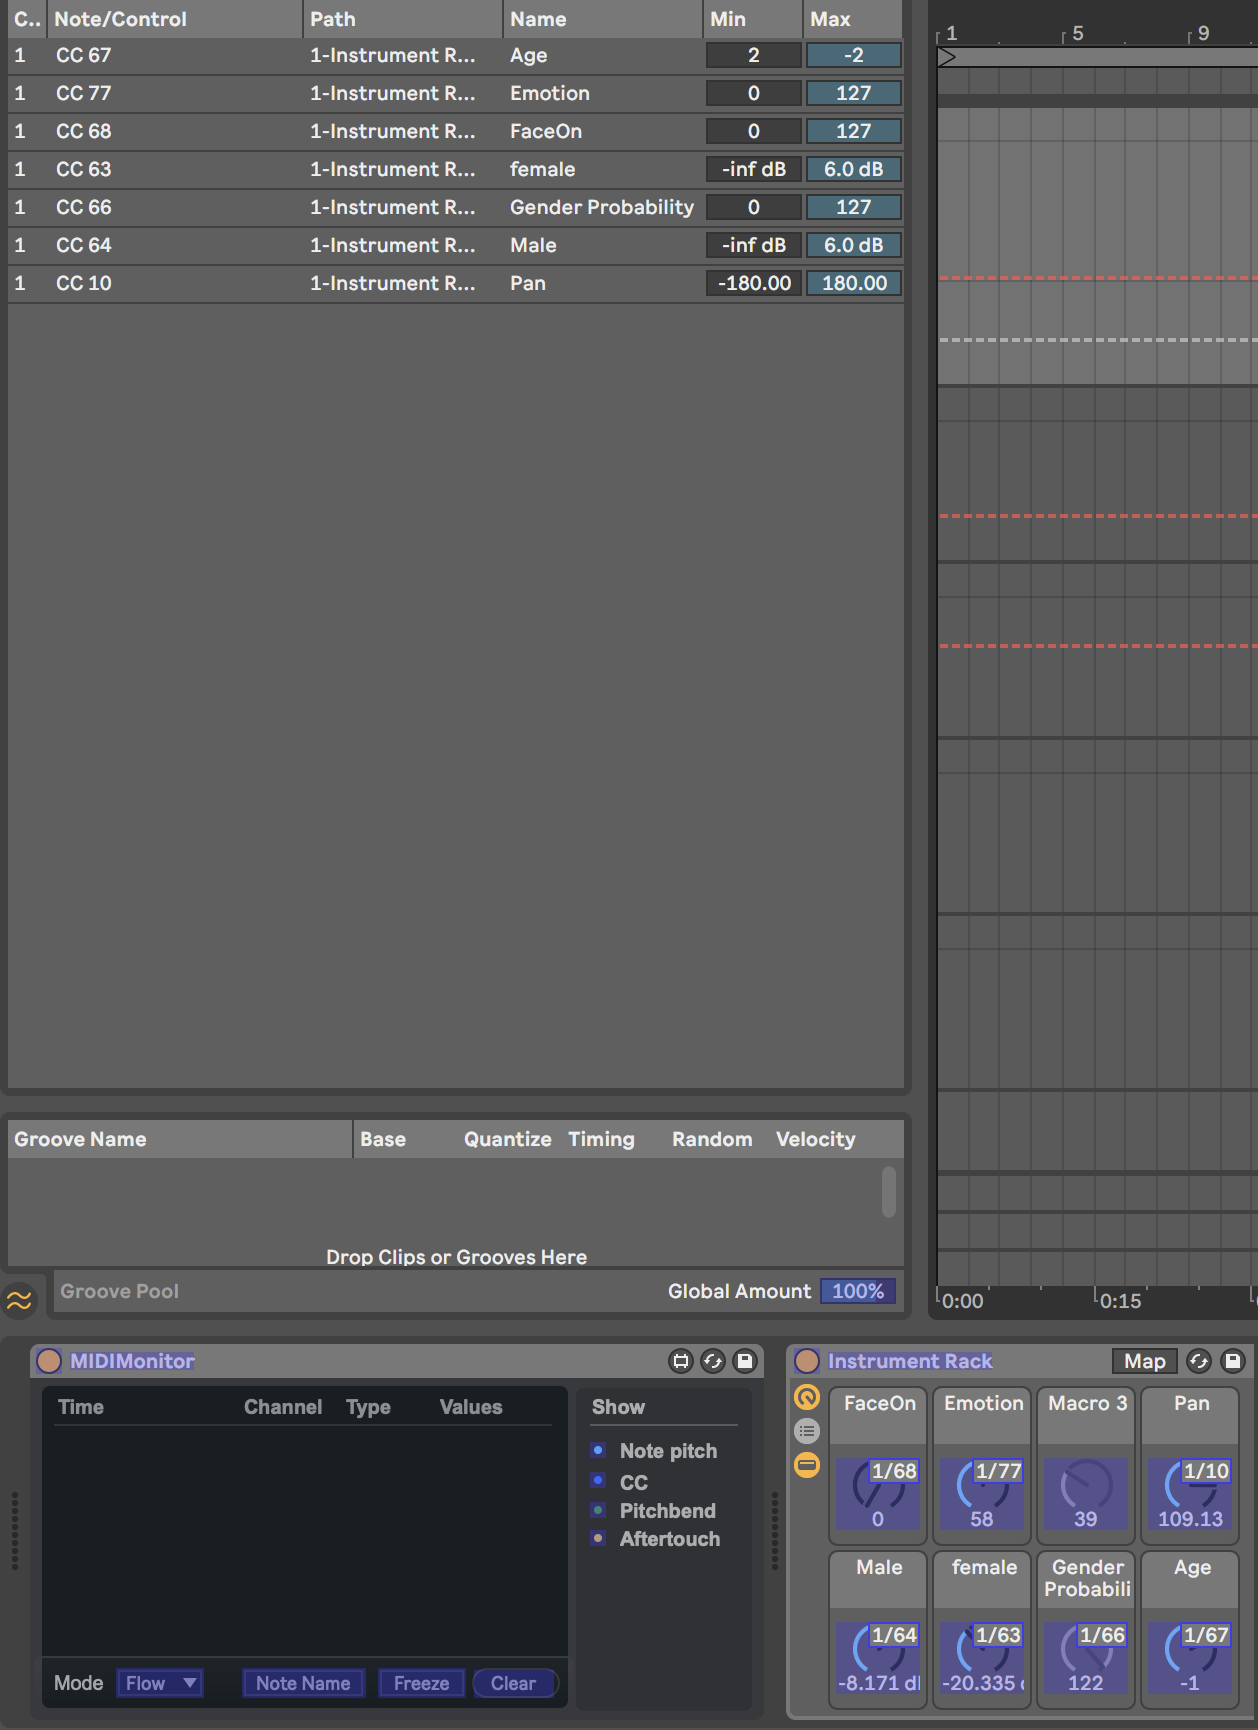 C.. Note/Control Path Name Min Max
1 CC 67 1-Instrument R... Age 2 -2
1 CC 77 1-Instrument R... Emotion 0 127
1 CC 68 1-Instrument R... FaceOn 0 127
1 CC 63 1-Instrument R... female -inf dB 6.0 dB
1 CC 66 1-Instrument R... Gender Probability 0 127
1 CC 64 1-Instrument R... Male -inf dB 6.0 dB
1 CC 10 1-Instrument R... Pan -180.00 180.00
1 5 9
Groove Name Base Quantize Timing Random Velocity
Drop Clips or Grooves Here
Groove Pool Global Amount 100%
0:00 0:15
MIDIMonitor
Time Channel Type Values
Show
Note pitch
CC
Pitchbend
Aftertouch
Mode Flow Note Name Freeze Clear
Instrument Rack Map
FaceOn Emotion Macro 3 Pan
1/68 1/77 1/10
0 58 39 109.13
Male female Gender Probabili Age
1/64 1/63 1/66 1/67
-8.171 d -20.335 122 -1